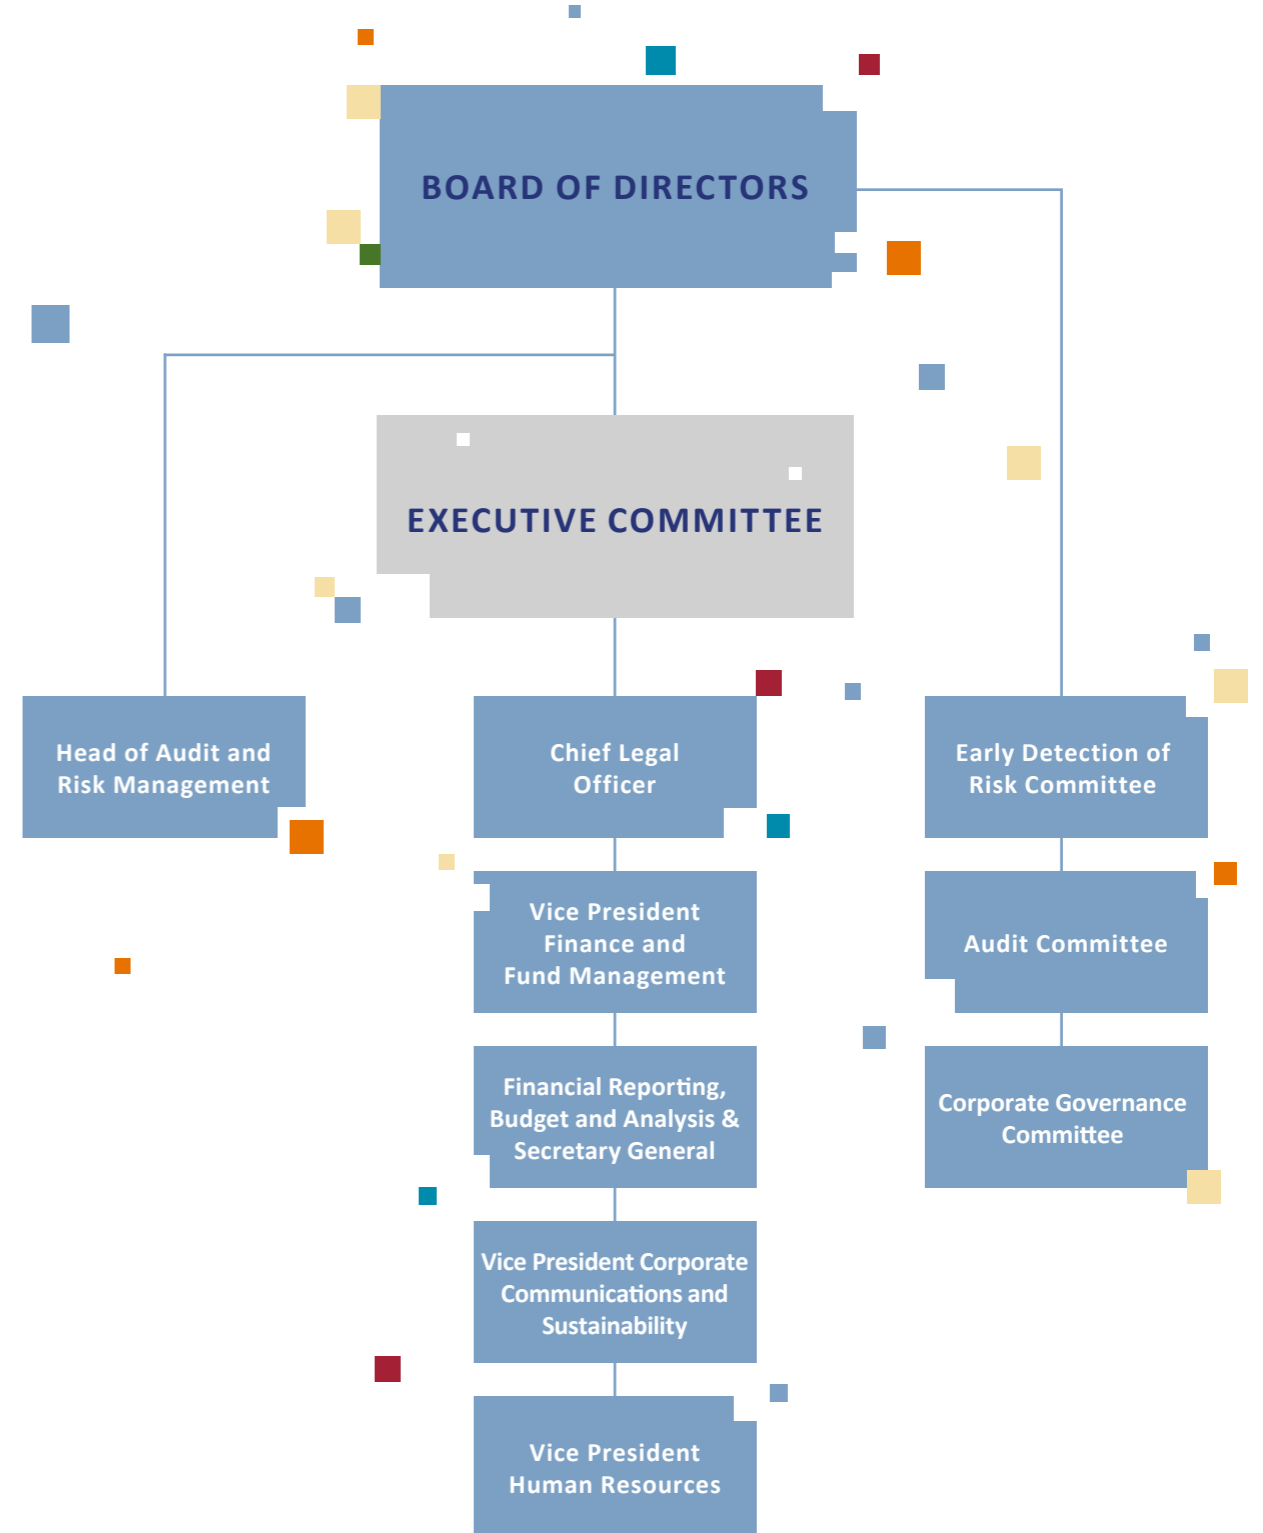 BOARD OF DIRECTORS
EXECUTIVE COMMITTEE
Head of Audit and
Risk Management
Chief Legal
Officer
Vice President
Finance and
Fund Management
Financial Reporting,
Budget and Analysis &
Secretary General
Vice President Corporate
Communications and
Sustainability
Vice President
Human Resources
Early Detection of
Risk Committee
Audit Committee
Corporate Governance
Committee